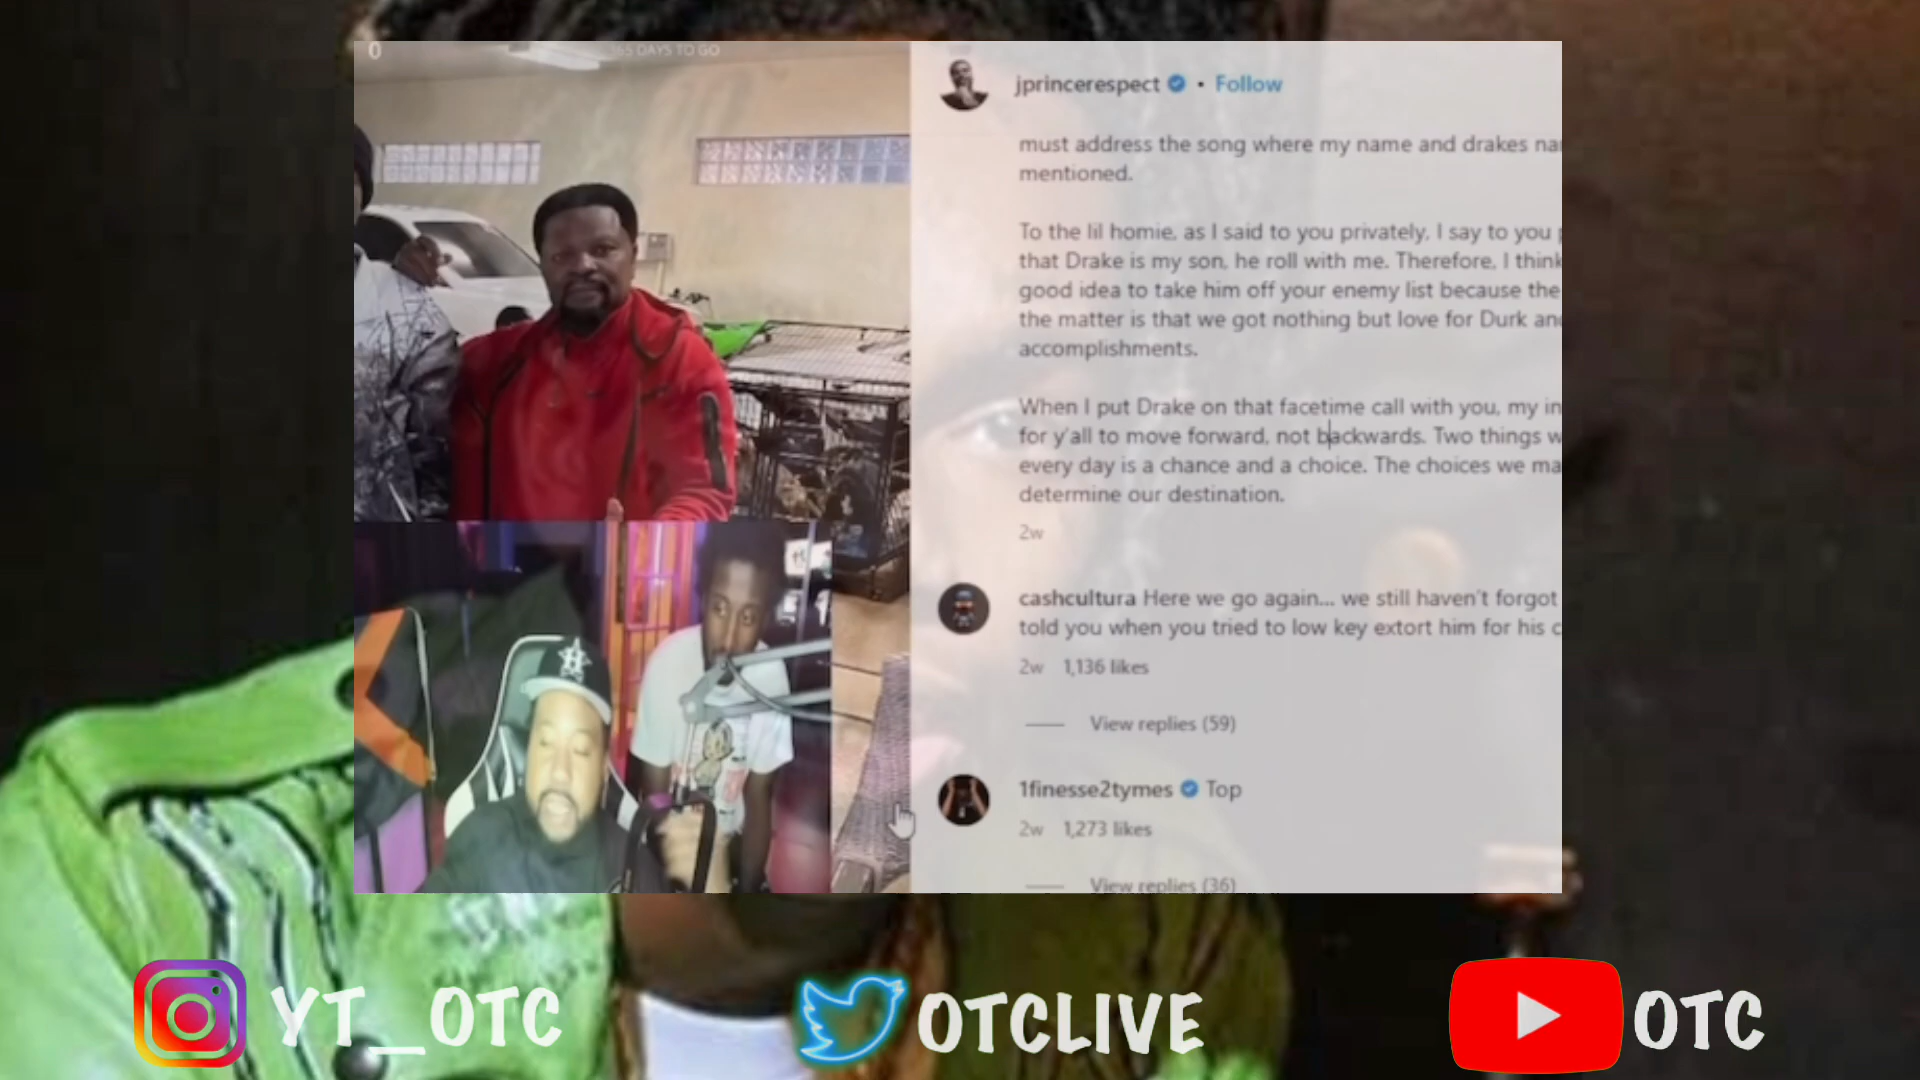 0
365 DAYS TO GO
jprincerespect • Follow
must address the song where my name and drakes
mentioned.
To the lil homie, as I said to you privately, I say to you
that Drake is my son, he roll with me. Therefore, I think
good idea to take him off your enemy list because the
the matter is that we got nothing but love for Durk
accomplishments.
When I put Drake on that facetime call with you, my
for y'all to move forward, not backwards. Two things
every day is a chance and a choice. The choices we
determine our destination.
2w
cashcultura Here we go again... we still haven't forgot
told you when you tried to low key extort him for his
2w 1,136 likes
View replies (59)
1finesse2tymes Top
2w 1,273 likes
View replies (36)
YT_OTC
OTCLIVE
OTC